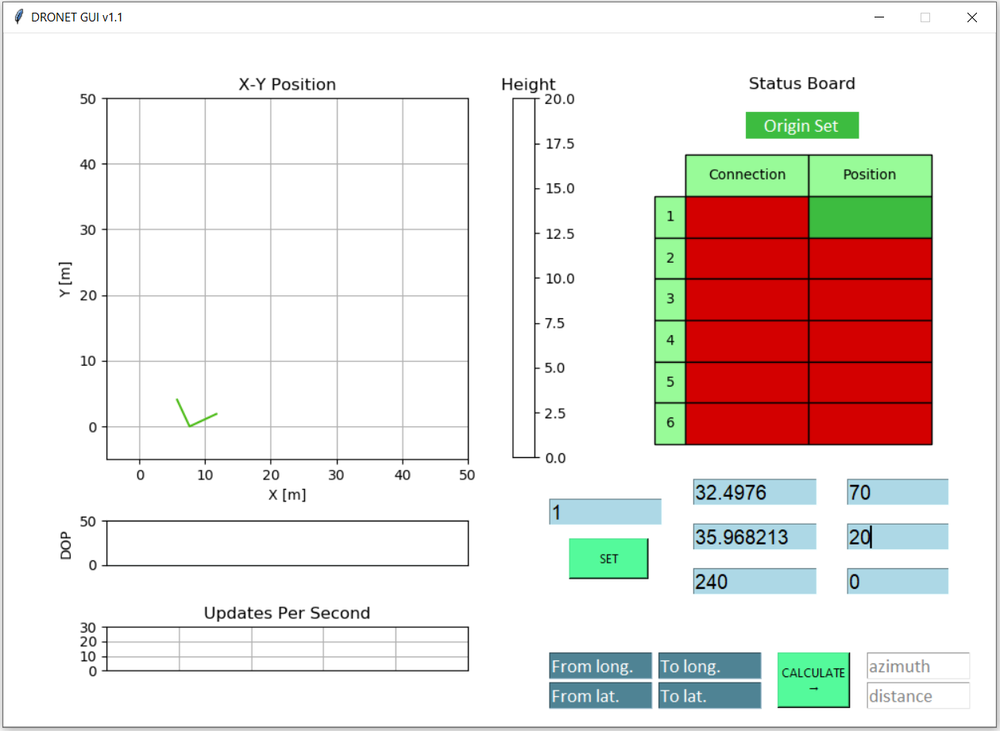 DRONET GUI v1.1
X-Y Position
Height
Status Board
50
40
30
20
10
0
Y [m]
0 10 20 30 40 50
X [m]
20.0
17.5
15.0
12.5
10.0
7.5
5.0
2.5
0.0
Origin Set
Connection Position
1
2
3
4
5
6
50
0
DOP
Updates Per Second
30
20
10
0
1
SET
32.4976 70
35.968213 20
240 0
From long. To long.
From lat. To lat.
CALCULATE
→
azimuth
distance